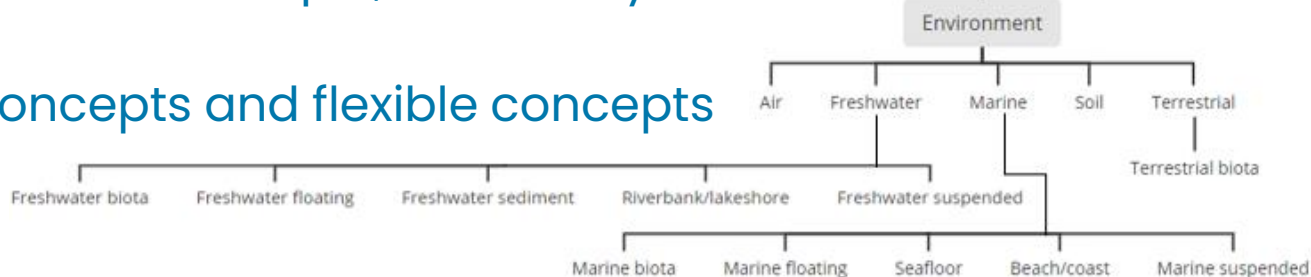 Environment
oncepts and flexible concepts
Air Freshwater Marine Soil Terrestrial
Terrestrial biota
Freshwater biota Freshwater floating Freshwater sediment Riverbank/lakeshore Freshwater suspended
Marine biota Marine floating Seafloor Beach/coast Marine suspended